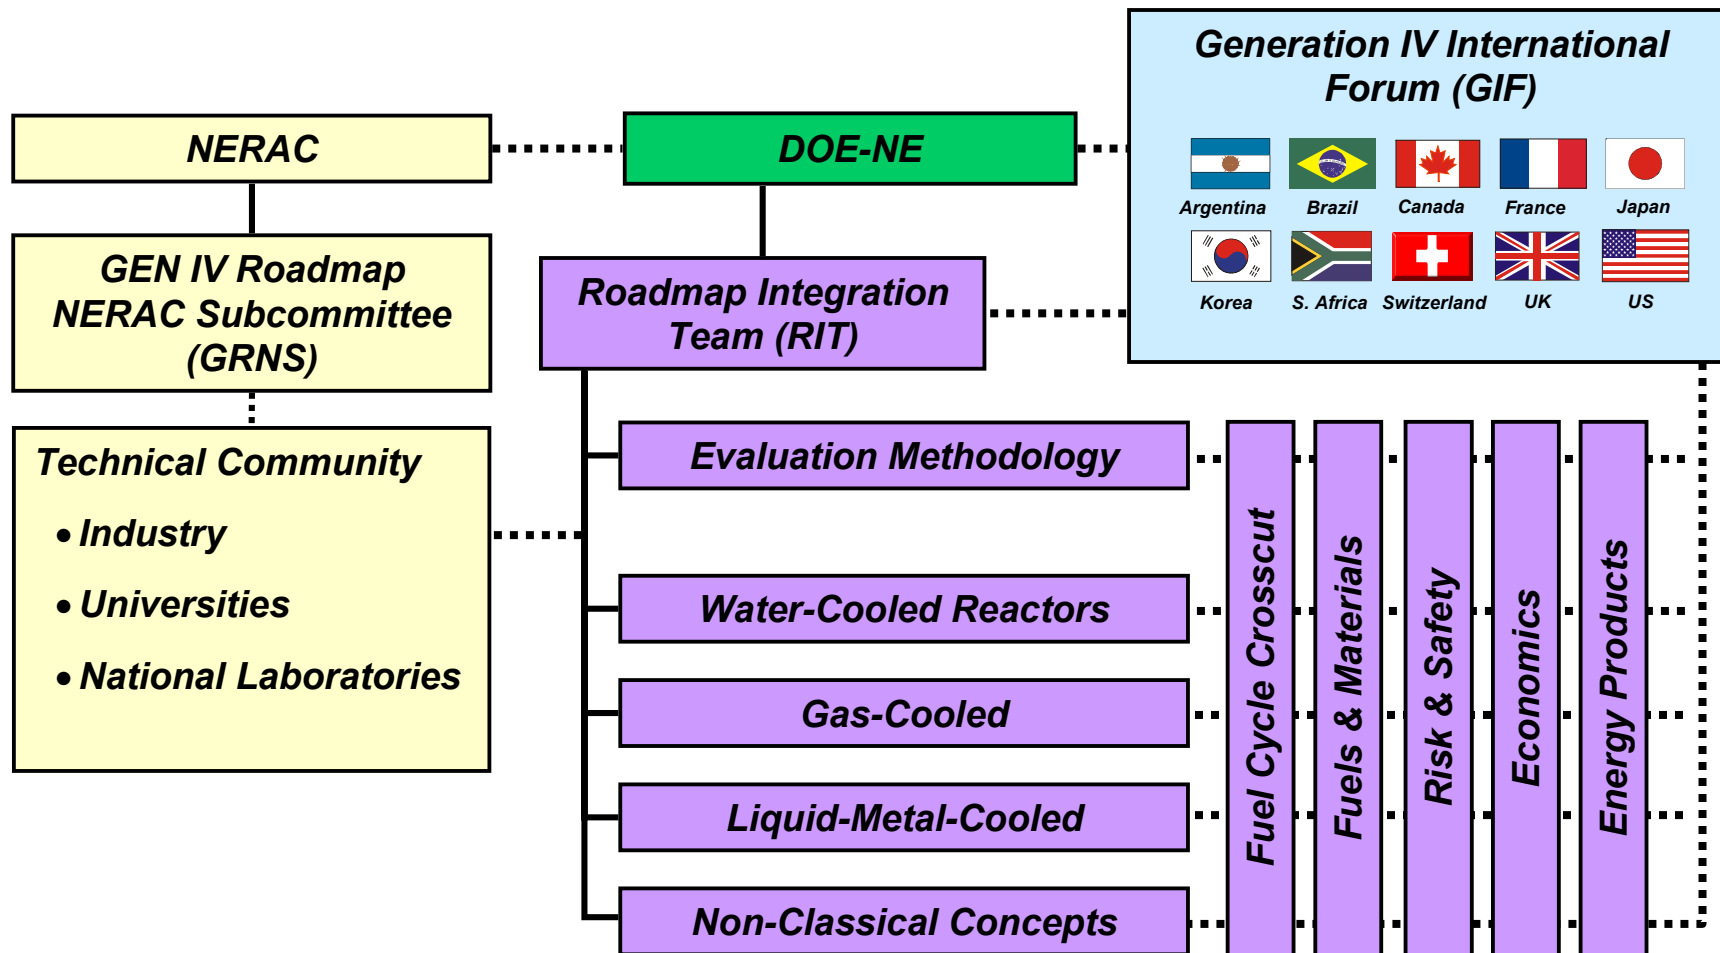 Generation IV International
Forum (GIF)
NERAC
DOE-NE
Argentina
Brazil
Canada
France
Japan
Korea
S. Africa
Switzerland
UK
US
GEN IV Roadmap
NERAC Subcommittee
(GRNS)
Roadmap Integration
Team (RIT)
Technical Community
• Industry
• Universities
• National Laboratories
Evaluation Methodology
Water-Cooled Reactors
Gas-Cooled
Liquid-Metal-Cooled
Non-Classical Concepts
Fuel Cycle Crosscut
Fuels & Materials
Risk & Safety
Economics
Energy Products